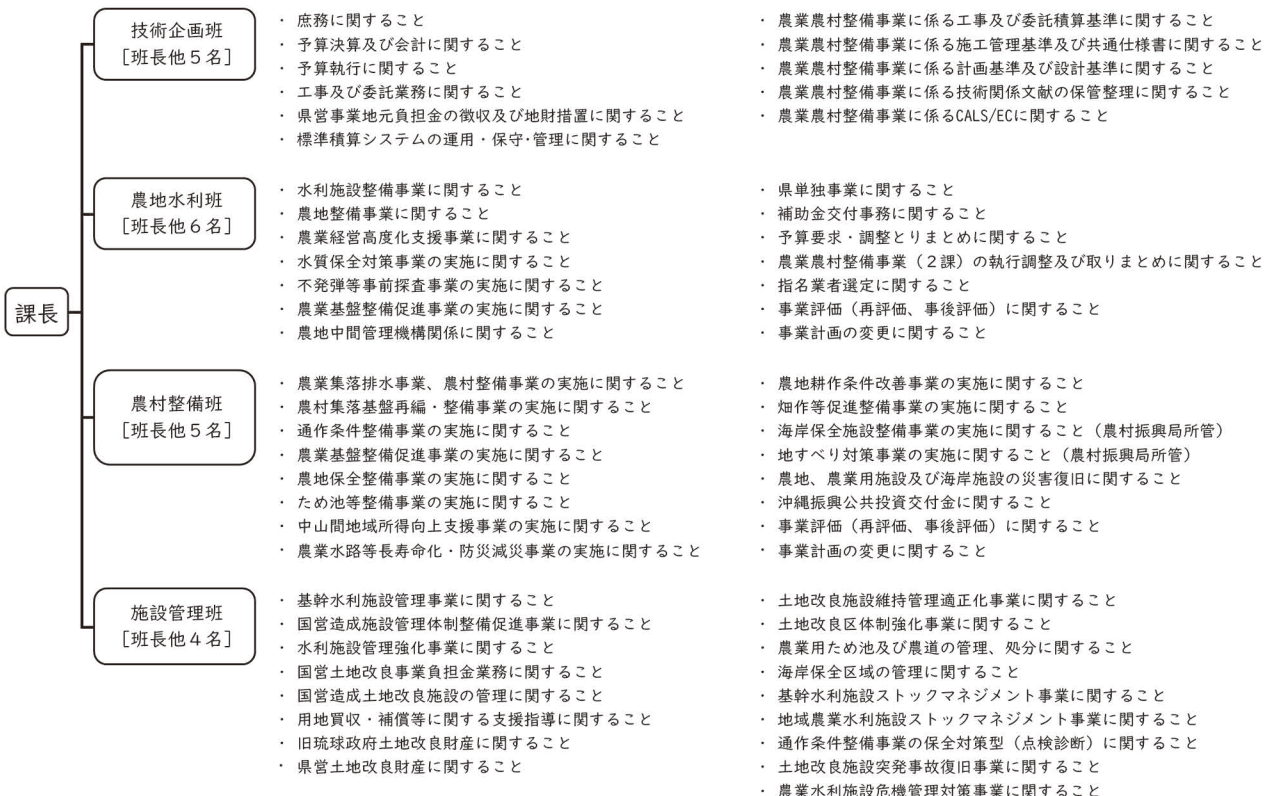 課長
技術企画班
[班長他5名]
・ 庶務に関すること
・ 予算決算及び会計に関すること
・ 予算執行に関すること
・ 工事及び委託業務に関すること
・ 県営事業地元負担金の徴収及び地財措置に関すること
・ 標準積算システムの運用・保守・管理に関すること
・ 農業農村整備事業に係る工事及び委託積算基準に関すること
・ 農業農村整備事業に係る施工管理基準及び共通仕様書に関すること
・ 農業農村整備事業に係る計画基準及び設計基準に関すること
・ 農業農村整備事業に係る技術関係文献の保管整理に関すること
・ 農業農村整備事業に係るCALS/ECに関すること
農地水利班
[班長他6名]
・ 水利施設整備事業に関すること
・ 農地整備事業に関すること
・ 農業経営高度化支援事業に関すること
・ 水質保全対策事業の実施に関すること
・ 不発弾等事前探査事業の実施に関すること
・ 農業基盤整備促進事業の実施に関すること
・ 農地中間管理機構関係に関すること
・ 県単独事業に関すること
・ 補助金交付事務に関すること
・ 予算要求・調整とりまとめに関すること
・ 農業農村整備事業(2課)の執行調整及び取りまとめに関すること
・ 指名業者選定に関すること
・ 事業評価(再評価、事後評価)に関すること
・ 事業計画の変更に関すること
農村整備班
[班長他5名]
・ 農業集落排水事業、農村整備事業の実施に関すること
・ 農村集落基盤再編・整備事業の実施に関すること
・ 通作条件整備事業の実施に関すること
・ 農業基盤整備促進事業の実施に関すること
・ 農地保全整備事業の実施に関すること
・ ため池等整備事業の実施に関すること
・ 中山間地域所得向上支援事業の実施に関すること
・ 農業水路等長寿命化・防災減災事業の実施に関すること
・ 農地耕作条件改善事業の実施に関すること
・ 畑作等促進整備事業の実施に関すること
・ 海岸保全施設整備事業の実施に関すること(農村振興局所管)
・ 地すべり対策事業の実施に関すること(農村振興局所管)
・ 農地、農業用施設及び海岸施設の災害復旧に関すること
・ 沖縄振興公共投資交付金に関すること
・ 事業評価(再評価、事後評価)に関すること
・ 事業計画の変更に関すること
施設管理班
[班長他4名]
・ 基幹水利施設管理事業に関すること
・ 国営造成施設管理体制整備促進事業に関すること
・ 水利施設管理強化事業に関すること
・ 国営土地改良事業負担金業務に関すること
・ 国営造成土地改良施設の管理に関すること
・ 用地買収・補償等に関する支援指導に関すること
・ 旧琉球政府土地改良財産に関すること
・ 県営土地改良財産に関すること
・ 土地改良施設維持管理適正化事業に関すること
・ 土地改良区体制強化事業に関すること
・ 農業用ため池及び農道の管理、処分に関すること
・ 海岸保全区域の管理に関すること
・ 基幹水利施設ストックマネジメント事業に関すること
・ 地域農業水利施設ストックマネジメント事業に関すること
・ 通作条件整備事業の保全対策型(点検診断)に関すること
・ 土地改良施設突発事故復旧事業に関すること
・ 農業水利施設危機管理対策事業に関すること